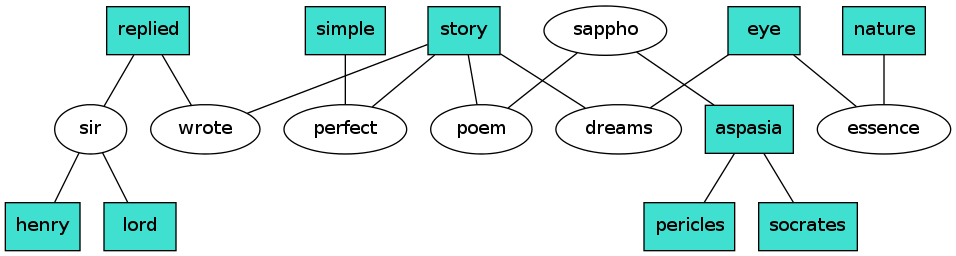 replied simple story sappho eye nature
sir wrote perfect poem dreams aspasia essence
henry lord pericles socrates